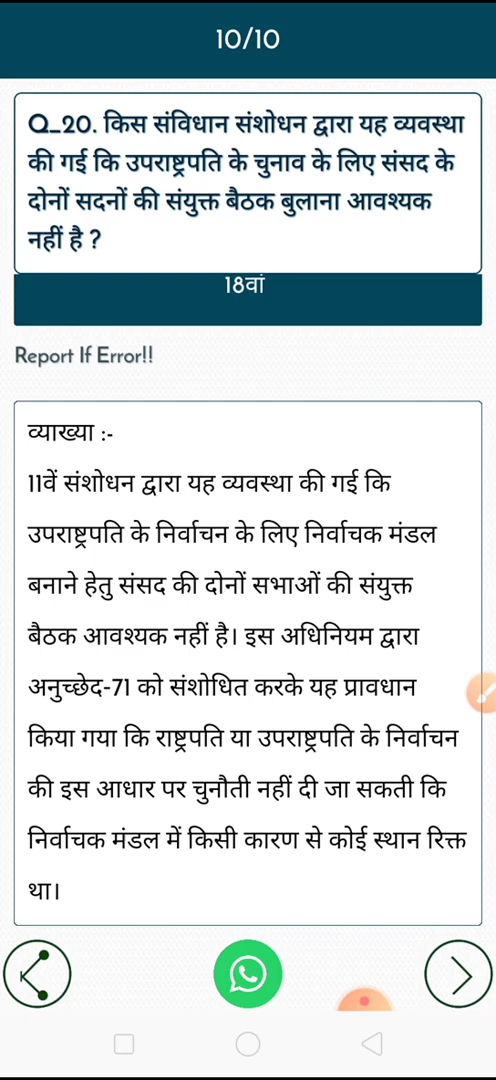 10/10
Q_20. किस संविधान संशोधन द्वारा यह व्यवस्था
की गई कि उपराष्ट्रपति के चुनाव के लिए संसद के
दोनों सदनों की संयुक्त बैठक बुलाना आवश्यक
नहीं है ?
18वां
Report If Error!!
व्याख्या :-
11वें संशोधन द्वारा यह व्यवस्था की गई कि
उपराष्ट्रपति के निर्वाचन के लिए निर्वाचक मंडल
बनाने हेतु संसद की दोनों सभाओं की संयुक्त
बैठक आवश्यक नहीं है। इस अधिनियम द्वारा
अनुच्छेद-71 को संशोधित करके यह प्रावधान
किया गया कि राष्ट्रपति या उपराष्ट्रपति के निर्वाचन
की इस आधार पर चुनौती नहीं दी जा सकती कि
निर्वाचक मंडल में किसी कारण से कोई स्थान रिक्त
था।